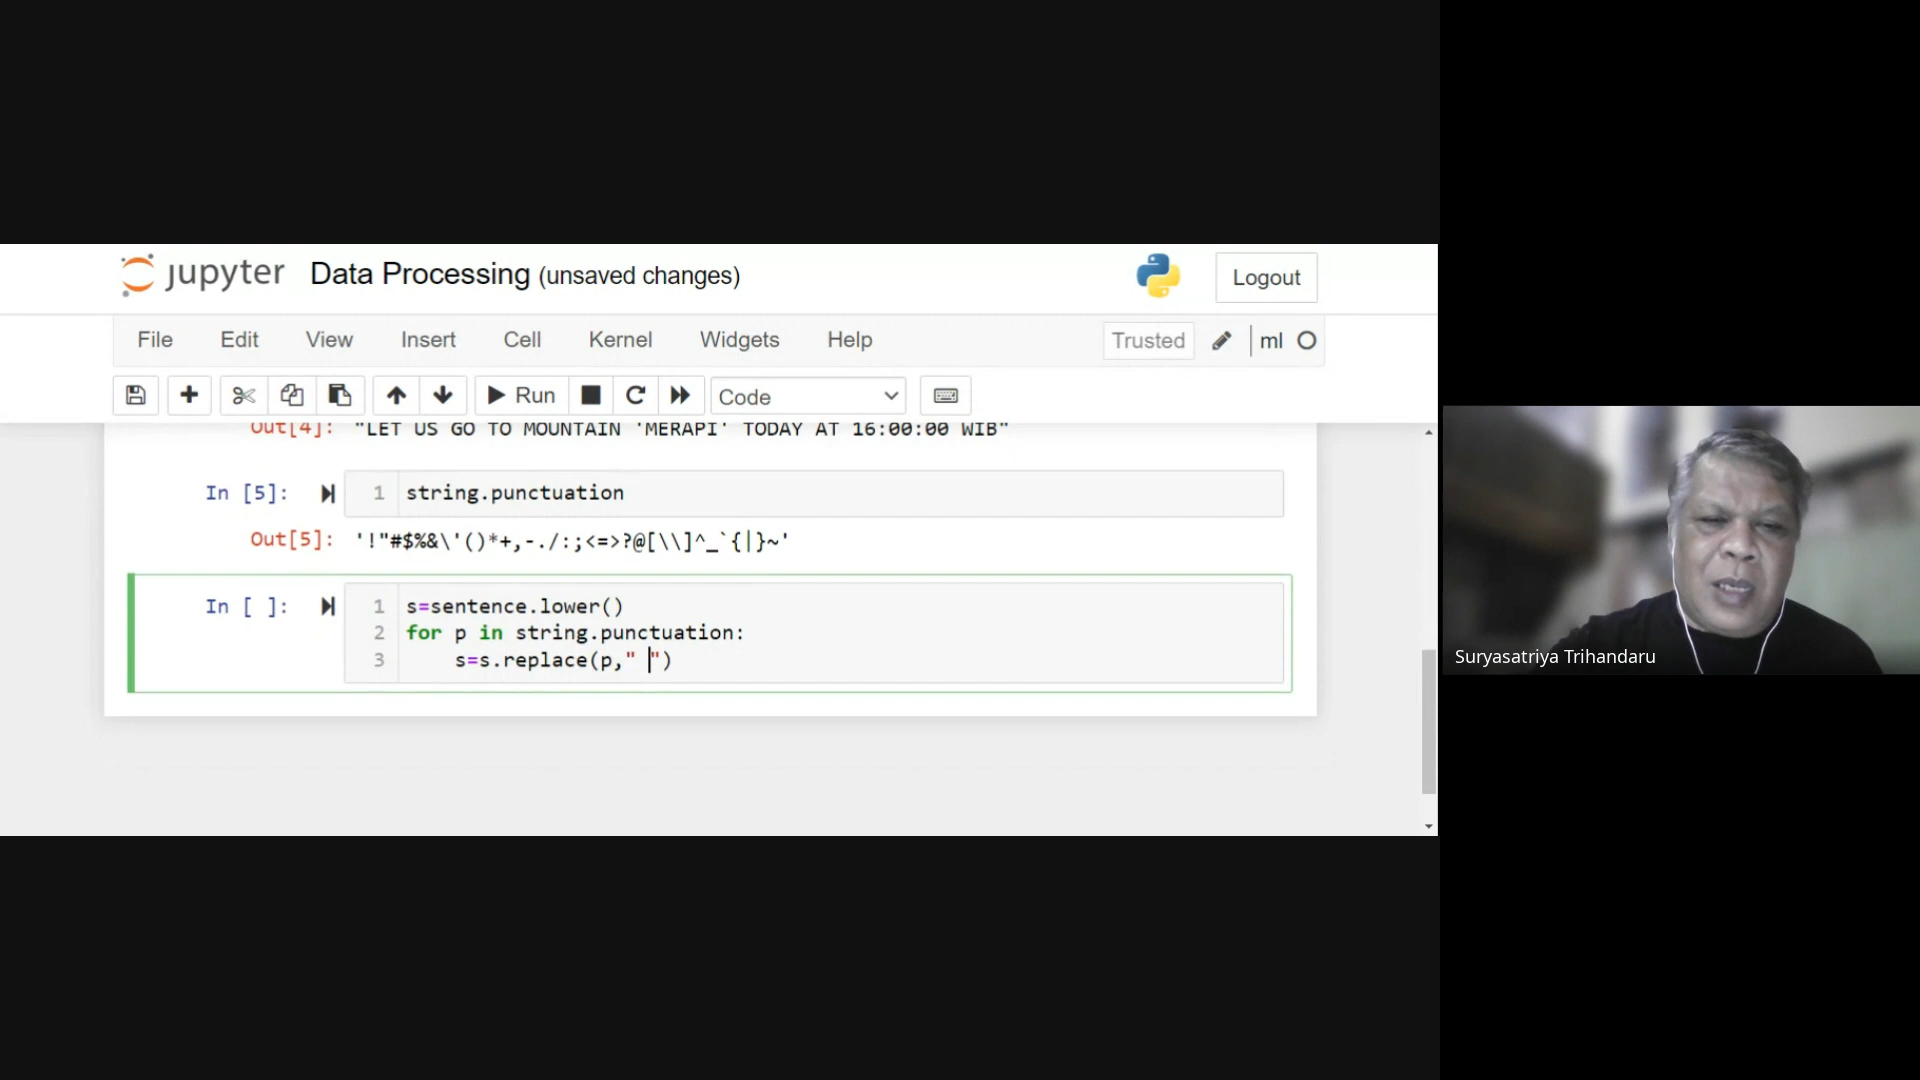 jupyter Data Processing (unsaved changes) Logout
File Edit View Insert Cell Kernel Widgets Help Trusted ml
Run Code
Out[4]: "LET US GO TO MOUNTAIN 'MERAPI' TODAY AT 16:00:00 WIB"
In [5]: 1 string.punctuation
Out[5]: '!"#$%&\'()*+,-./:;<=>?@[\\]^_`{|}~'
In [ ]: 1 s=sentence.lower()
2 for p in string.punctuation:
3 s=s.replace(p," ")
Suryasatriya Trihandaru